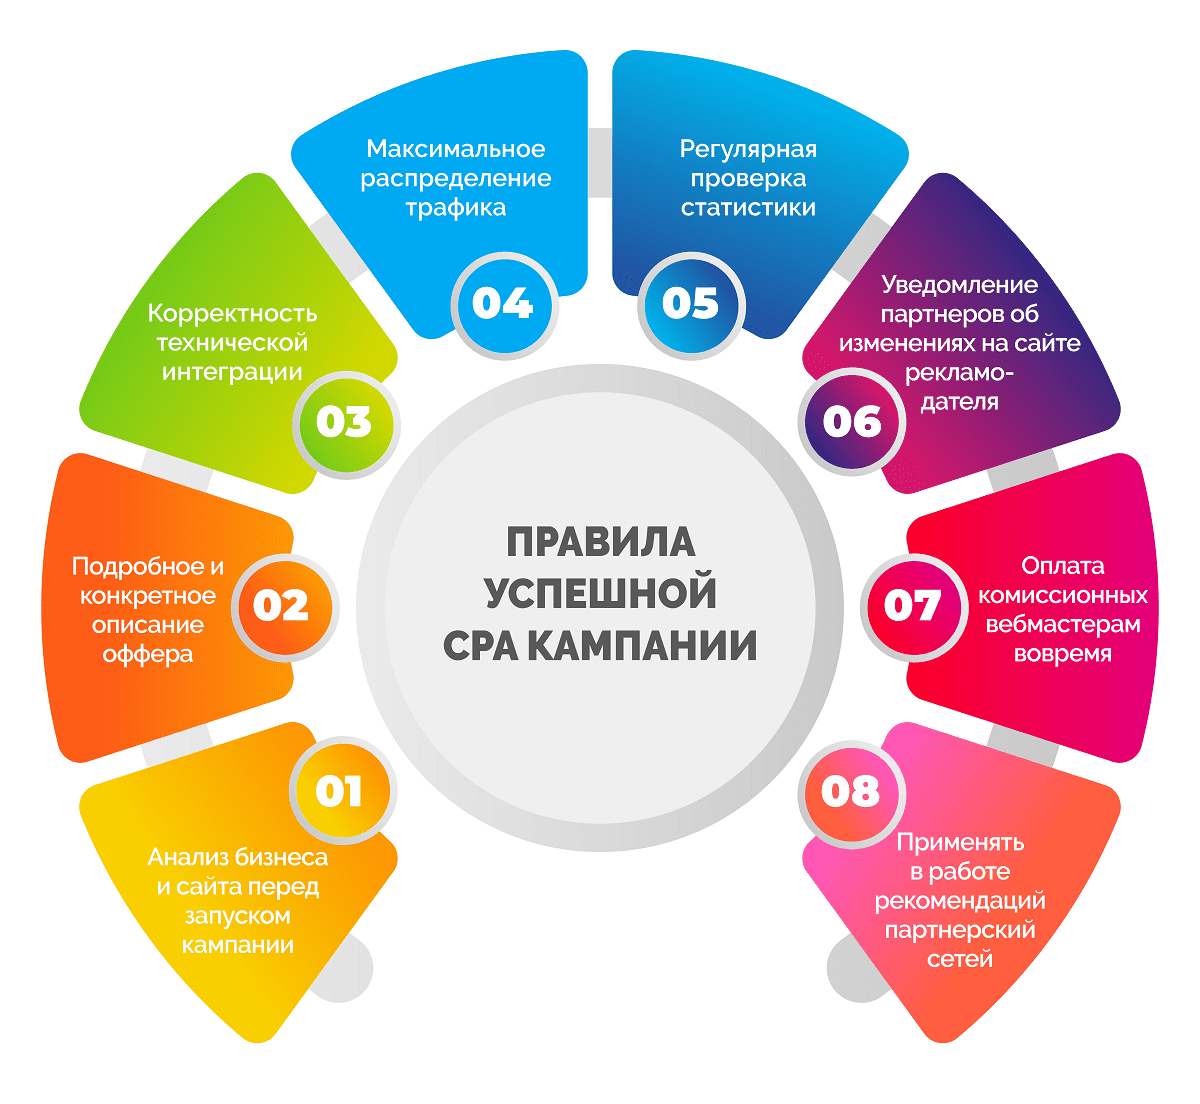 ПРАВИЛА
УСПЕШНОЙ
CPA КАМПАНИИ
01
Анализ бизнеса
и сайта перед
запуском
кампании
02
Подробное и
конкретное
описание
оффера
03
Корректность
технической
интеграции
04
Максимальное
распределение
трафика
05
Регулярная
проверка
статистики
06
Уведомление
партнеров об
изменениях на сайте
рекламо-
дателя
07
Оплата
комиссионных
вебмастерам
вовремя
08
Применять
в работе
рекомендаций
партнерский
сетей